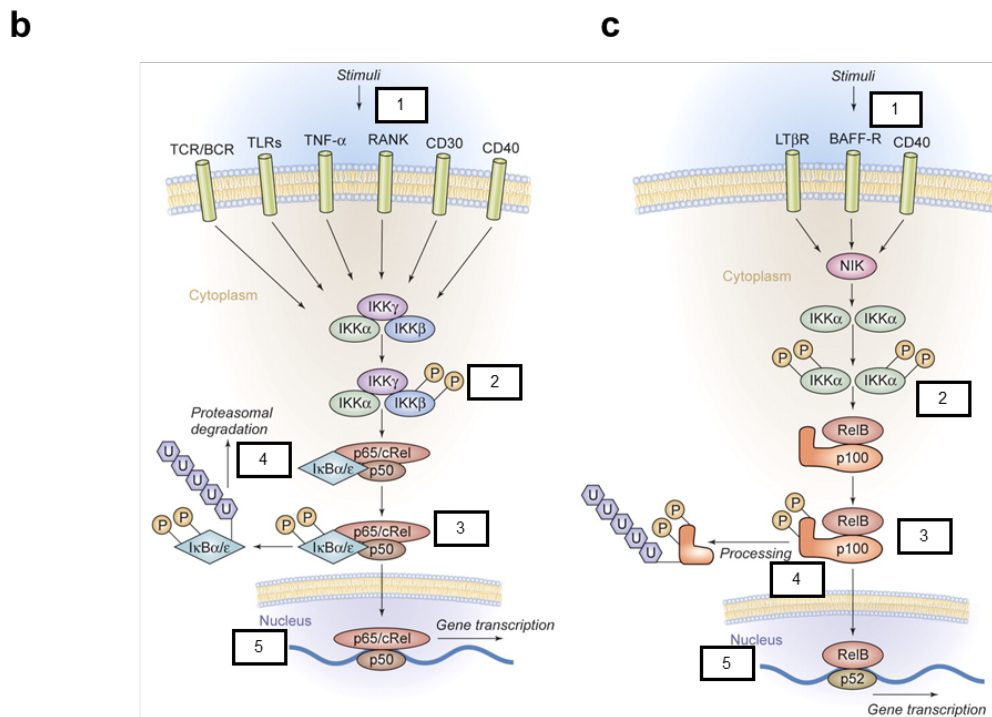 b
Stimuli
1
TCR/BCR
TLRs
TNF-α
RANK
CD30
CD40
Cytoplasm
IKKγ
IKKα
IKKβ
IKKγ
IKKα
IKKβ
P
P
2
Proteasomal
degradation
4
U
U
U
U
U
p65/cRel
IκBα/ε
p50
P
P
IκBα/ε
P
P
p65/cRel
IκBα/ε
p50
3
Nucleus
5
p65/cRel
p50
Gene transcription
c
Stimuli
1
LTβR
BAFF-R
CD40
NIK
Cytoplasm
IKKα
IKKα
P
P
P
P
IKKα
IKKα
2
RelB
p100
U
U
U
U
U
P
P
Processing
P
P
RelB
p100
3
4
Nucleus
5
RelB
p52
Gene transcription